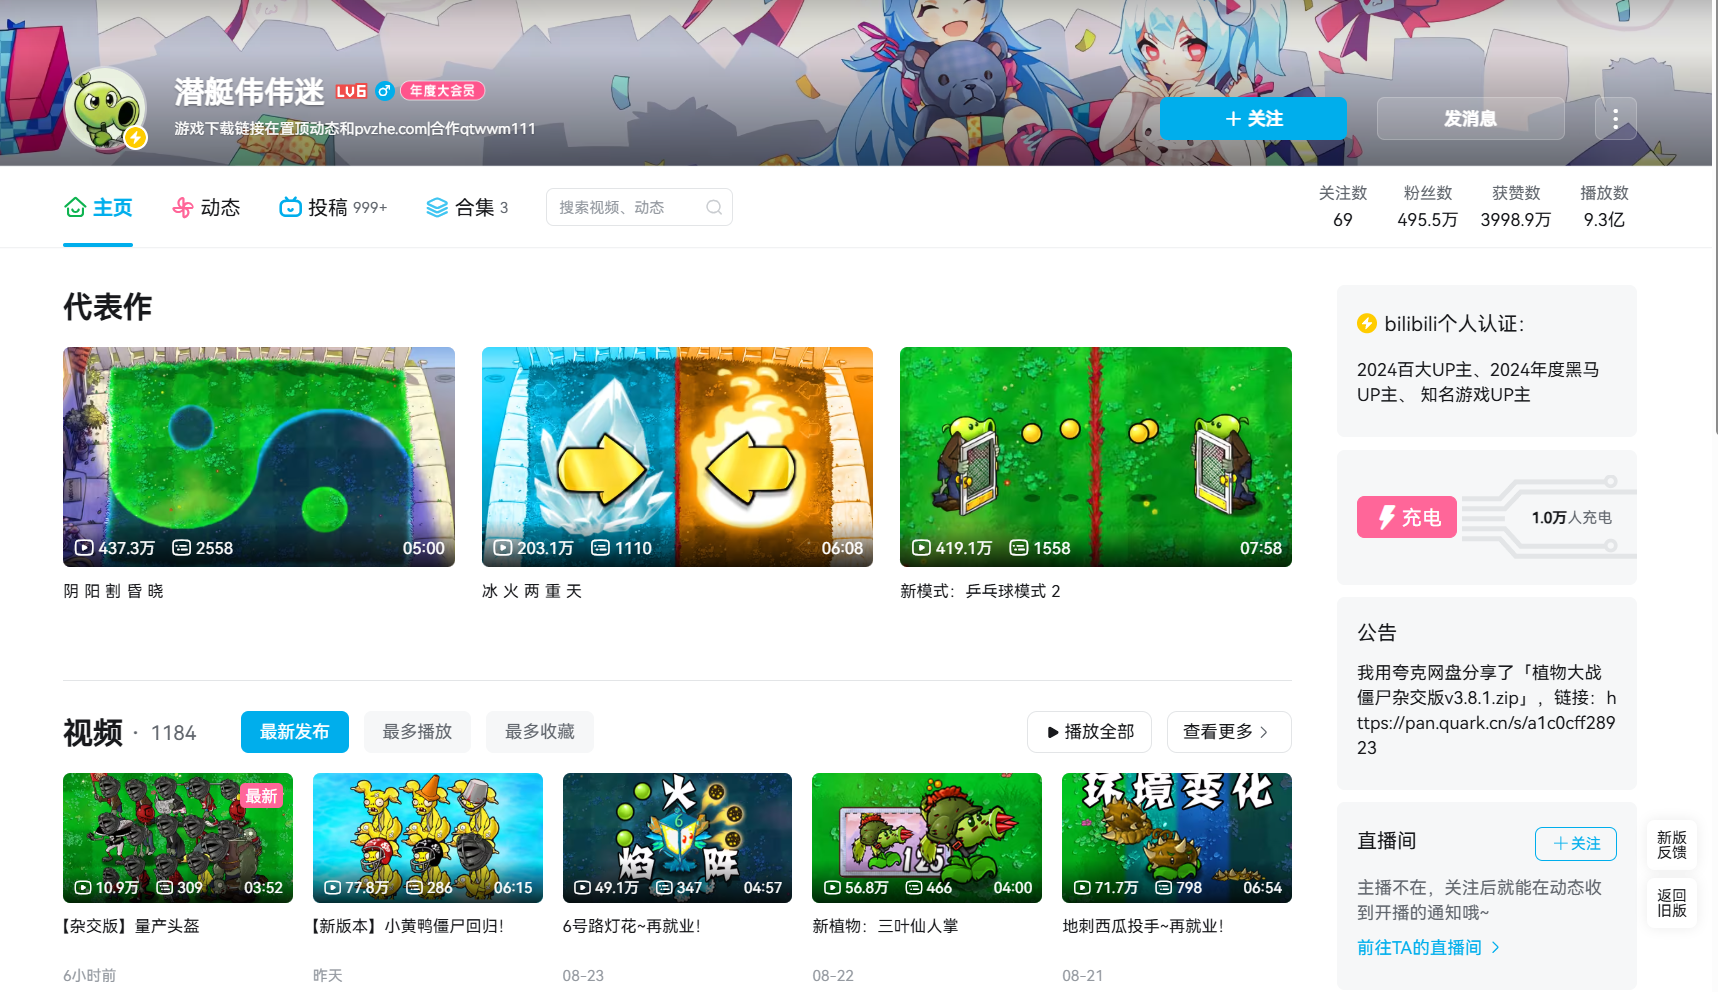 潜艇伟伟迷 LV6 年度大会员
游戏下载链接在置顶动态和pvzhe.com|合作qtwwm111
+ 关注
发消息
主页
动态
投稿 999+
合集 3
搜索视频、动态
关注数 粉丝数 获赞数 播放数
69 495.5万 3998.9万 9.3亿
代表作
437.3万 2558 05:00
203.1万 1110 06:08
419.1万 1558 07:58
阴 阳 割 昏 晓
冰 火 两 重 天
新模式：乒乓球模式 2
视频 · 1184
最新发布
最多播放
最多收藏
播放全部
查看更多
最新
10.9万 309 03:52
77.8万 286 06:15
火
6
焰 阵
49.1万 347 04:57
125
56.8万 466 04:00
环境变化
71.7万 798 06:54
【杂交版】量产头盔
【新版本】小黄鸭僵尸回归！
6号路灯花~再就业！
新植物：三叶仙人掌
地刺西瓜投手~再就业！
6小时前
昨天
08-23
08-22
08-21
bilibili个人认证：
2024百大UP主、2024年度黑马
UP主、 知名游戏UP主
充电
1.0万人充电
公告
我用夸克网盘分享了「植物大战
僵尸杂交版v3.8.1.zip」，链接：h
ttps://pan.quark.cn/s/a1c0cff289
23
直播间
+ 关注
主播不在，关注后就能在动态收
到开播的通知哦~
前往TA的直播间
新版
反馈
返回
旧版